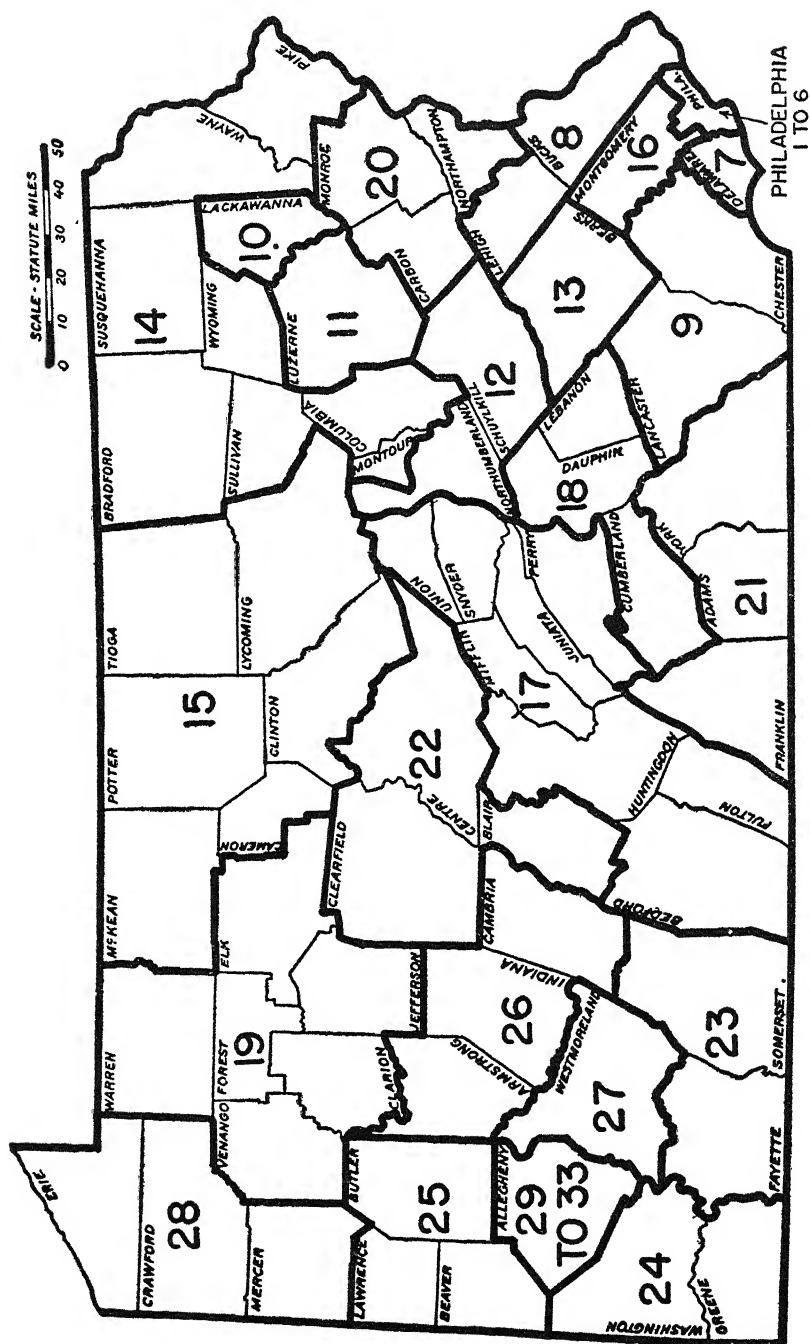 SCALE - STATUTE MILES
0 10 20 30 40 50
ERIE
CRAWFORD
28
MERCER
WARREN
McKEAN
POTTER
15
TIOGA
BRADFORD
SUSQUEHANNA
14
WAYNE
PIKE
VENANGO
FOREST
19
ELK
CAMERON
CLINTON
LYCOMING
SULLIVAN
WYOMING
LACKAWANNA
10
LUZERNE
11
MONROE
20
LAWRENCE
BUTLER
25
BEAVER
CLARION
JEFFERSON
CLEARFIELD
CENTRE
22
UNION
SNYDER
MONTOUR
COLUMBIA
NORTHUMBERLAND
SCHUYLKILL
12
CARBON
NORTHAMPTON
LEHIGH
ARMSTRONG
26
INDIANA
CAMBRIA
BLAIR
MIFFLIN
17
JUNIATA
PERRY
DAUPHIN
18
LEBANON
BERKS
13
BUCKS
8
MONTGOMERY
16
PHILA.
DELAWARE
7
PHILADELPHIA
1 TO 6
ALLEGHENY
29
TO 33
WESTMORELAND
27
WASHINGTON
24
GREENE
FAYETTE
23
SOMERSET.
BEDFORD
HUNTINGDON
FULTON
FRANKLIN
CUMBERLAND
ADAMS
21
YORK
LANCASTER
9
CHESTER